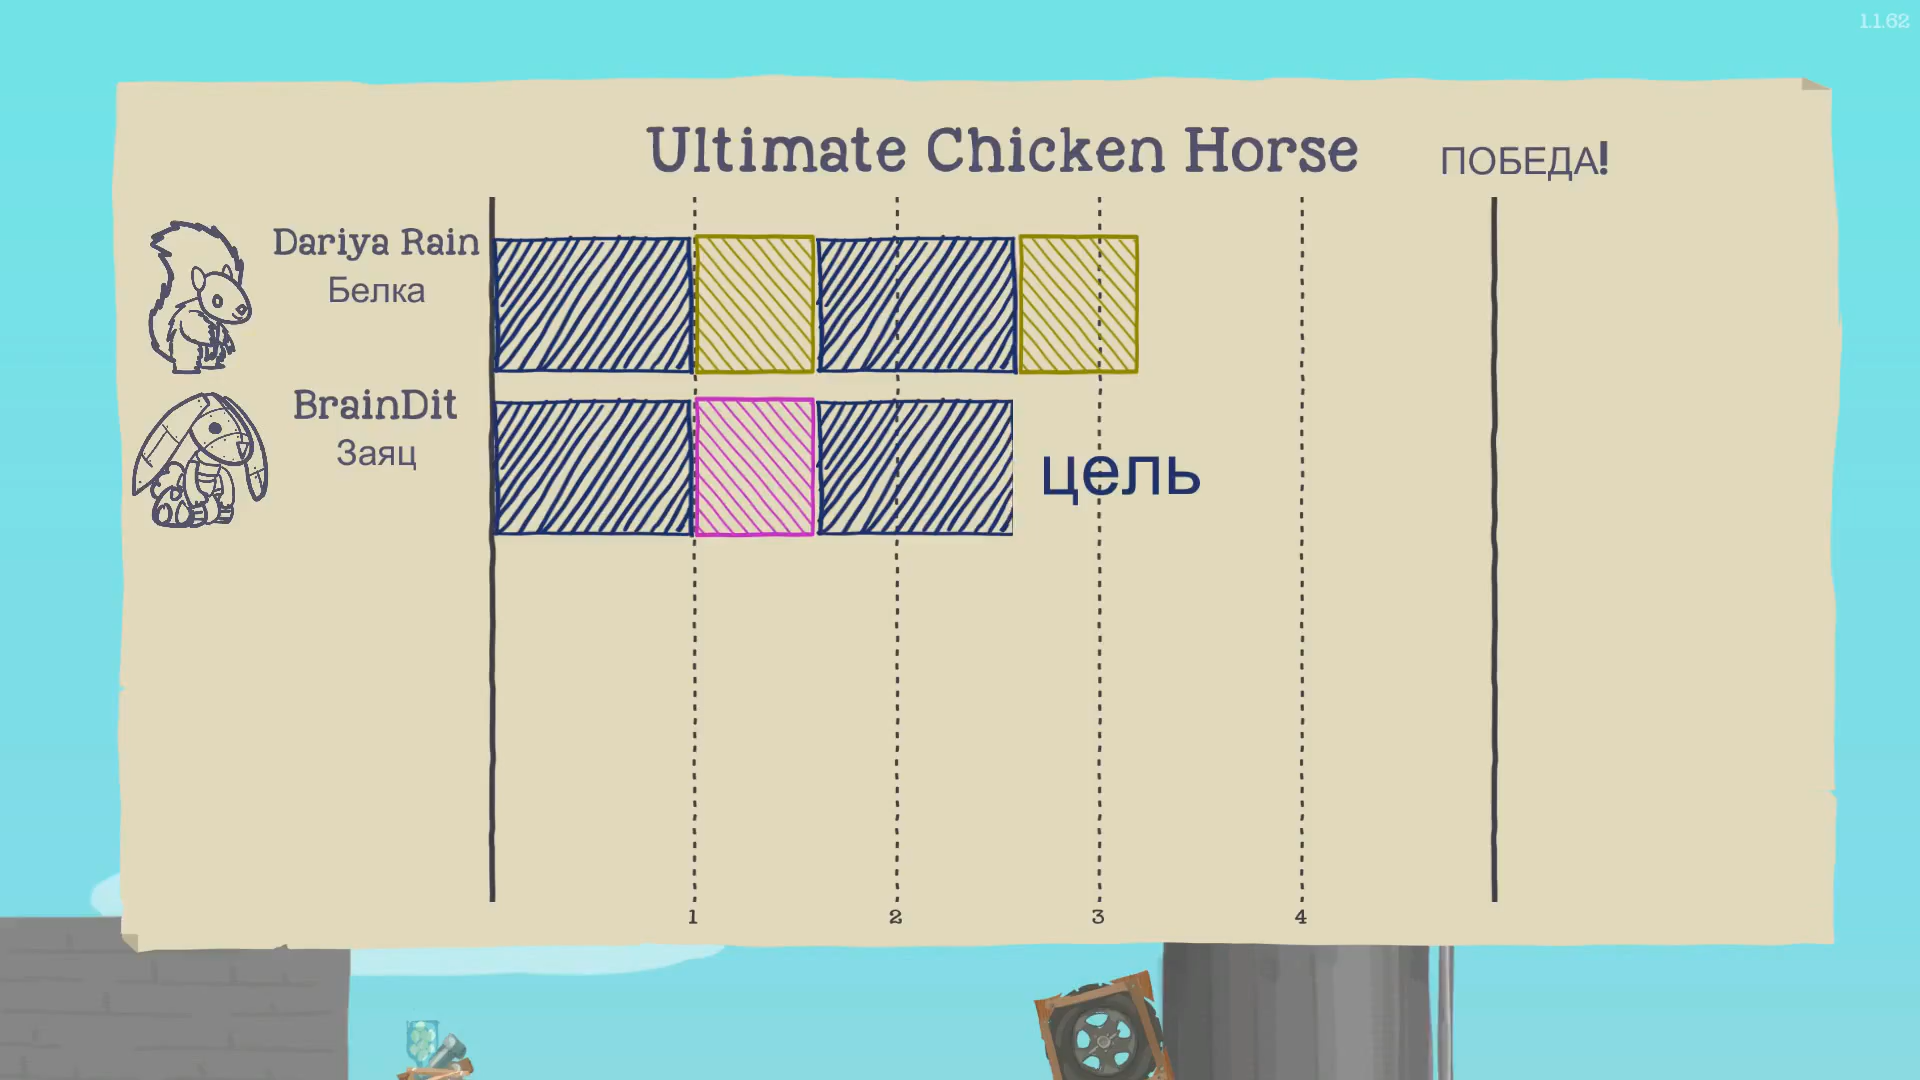 1.1.62
Ultimate Chicken Horse
ПОБЕДА!
Dariya Rain
Белка
BrainDit
Заяц
цель
1 2 3 4